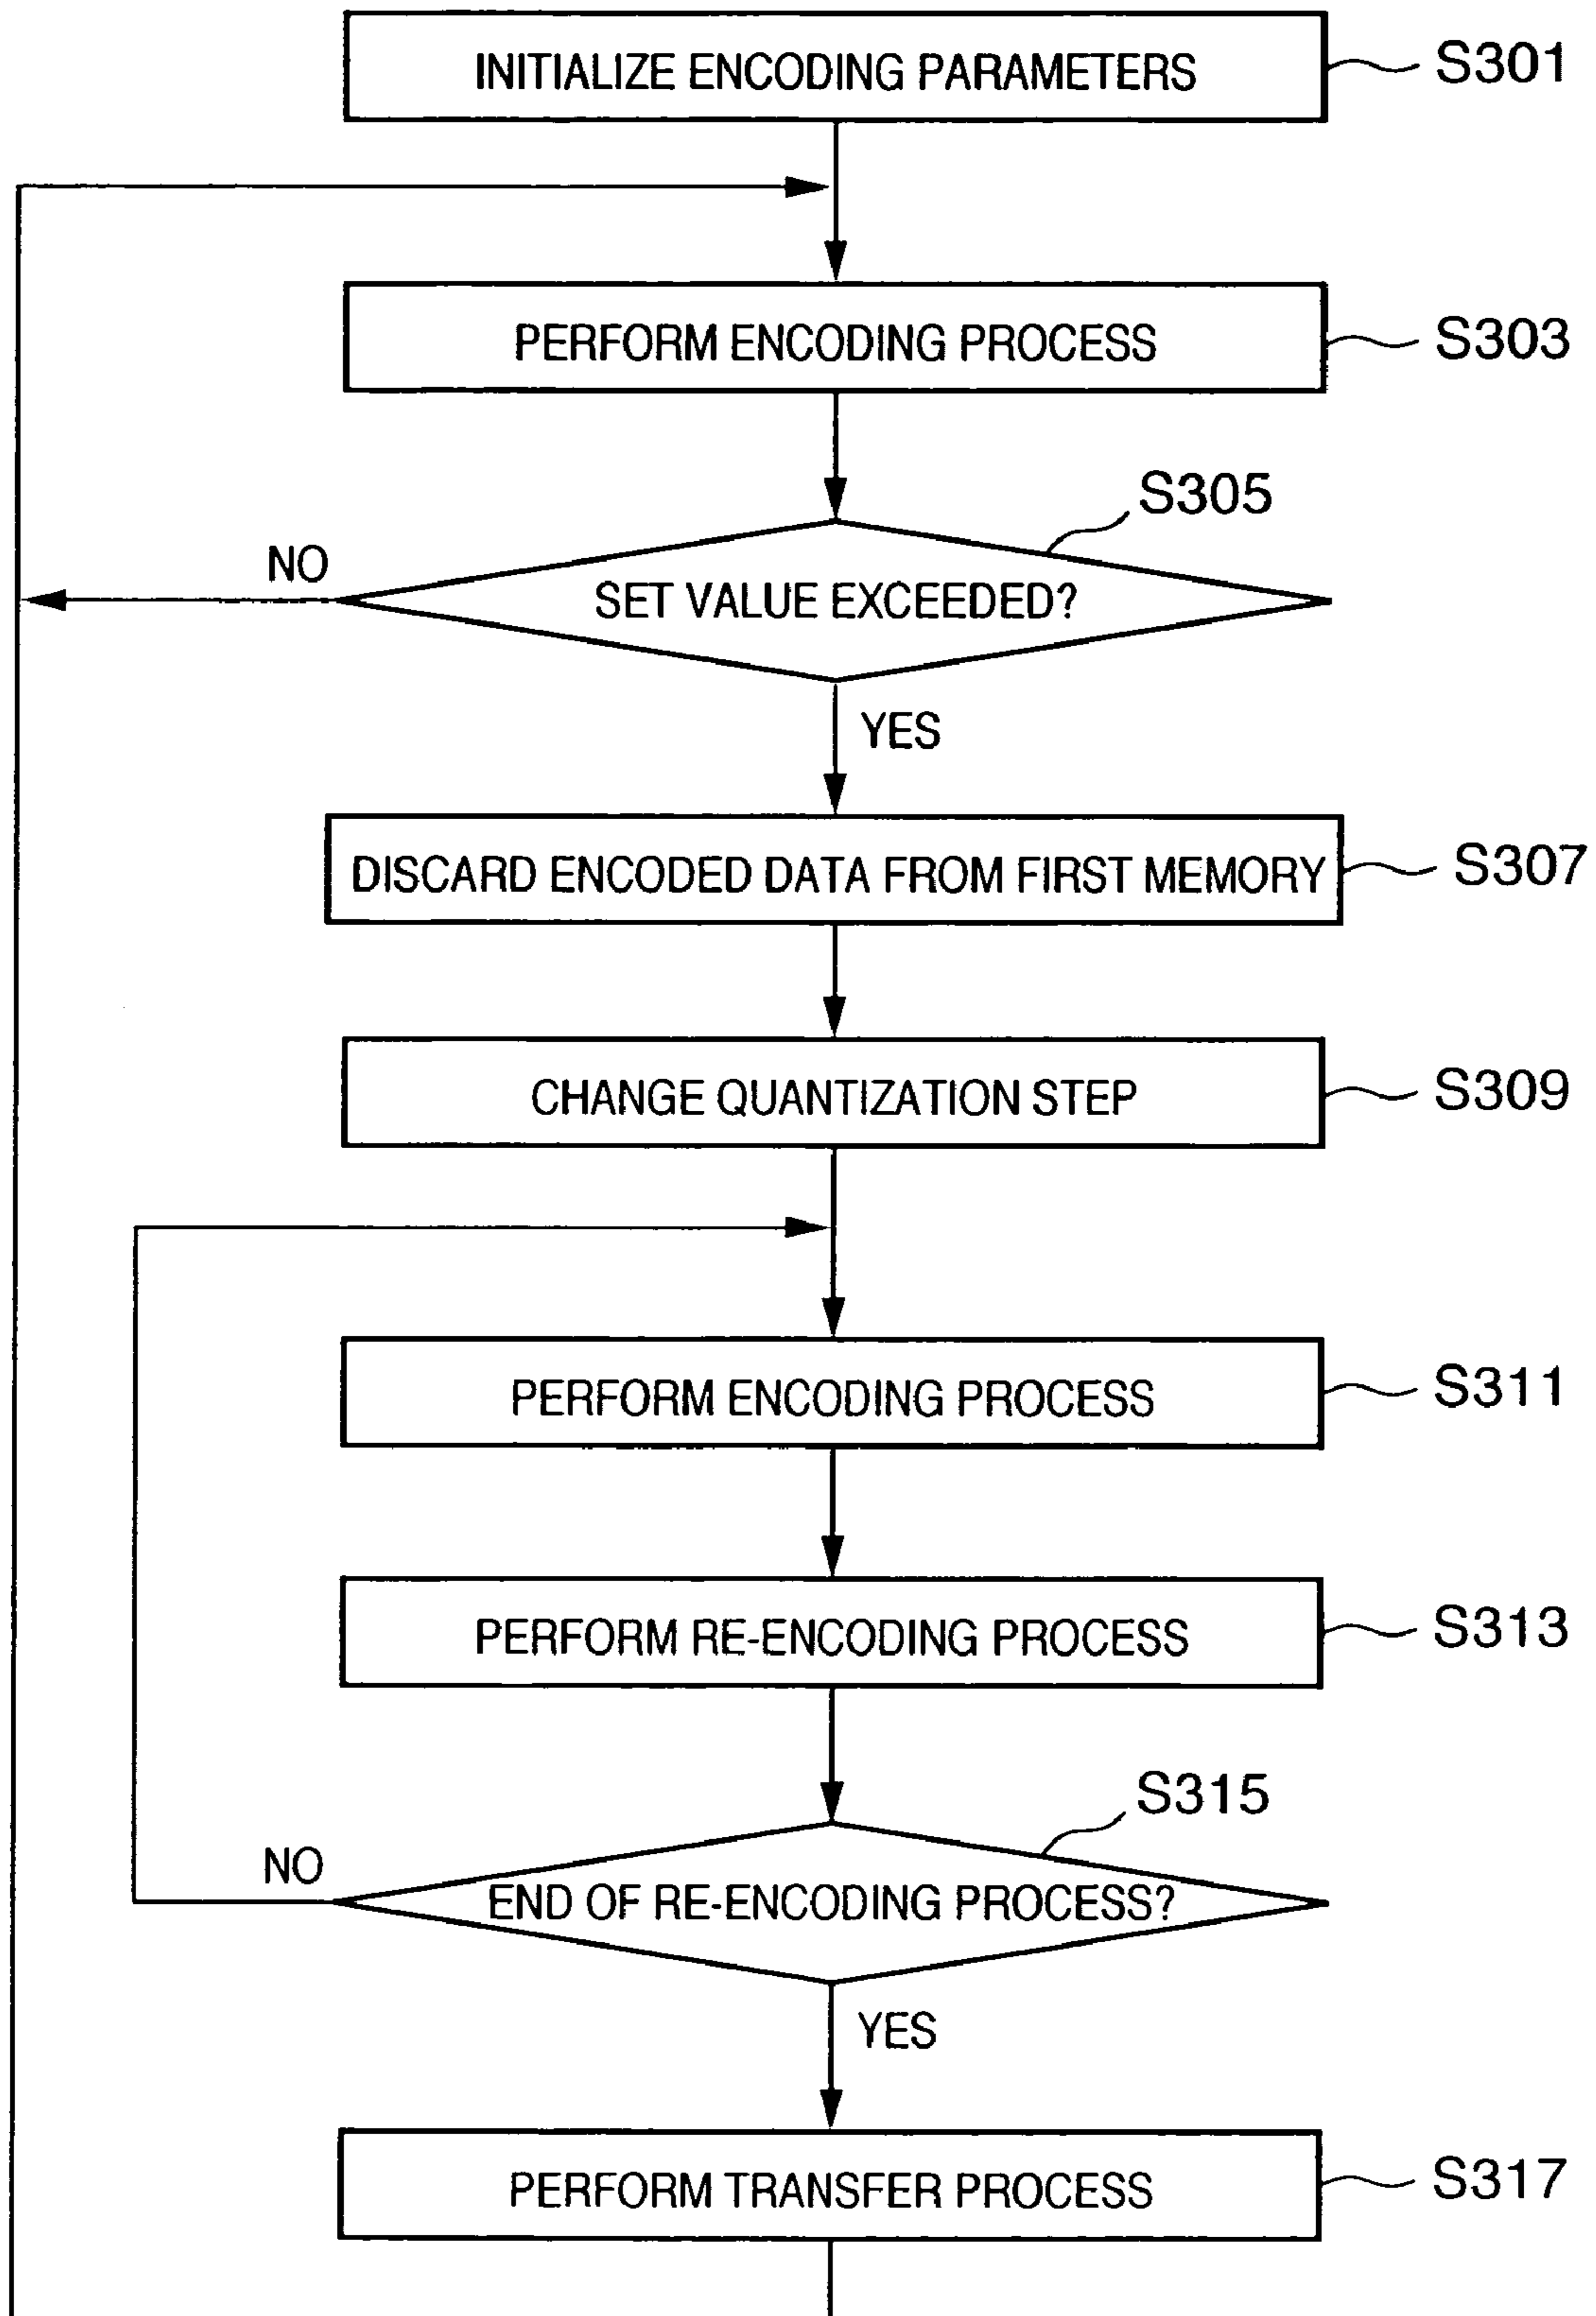 INITIALIZE ENCODING PARAMETERS
S301
PERFORM ENCODING PROCESS
S303
S305
NO
SET VALUE EXCEEDED?
YES
DISCARD ENCODED DATA FROM FIRST MEMORY
S307
CHANGE QUANTIZATION STEP
S309
PERFORM ENCODING PROCESS
S311
PERFORM RE-ENCODING PROCESS
S313
S315
NO
END OF RE-ENCODING PROCESS?
YES
PERFORM TRANSFER PROCESS
S317